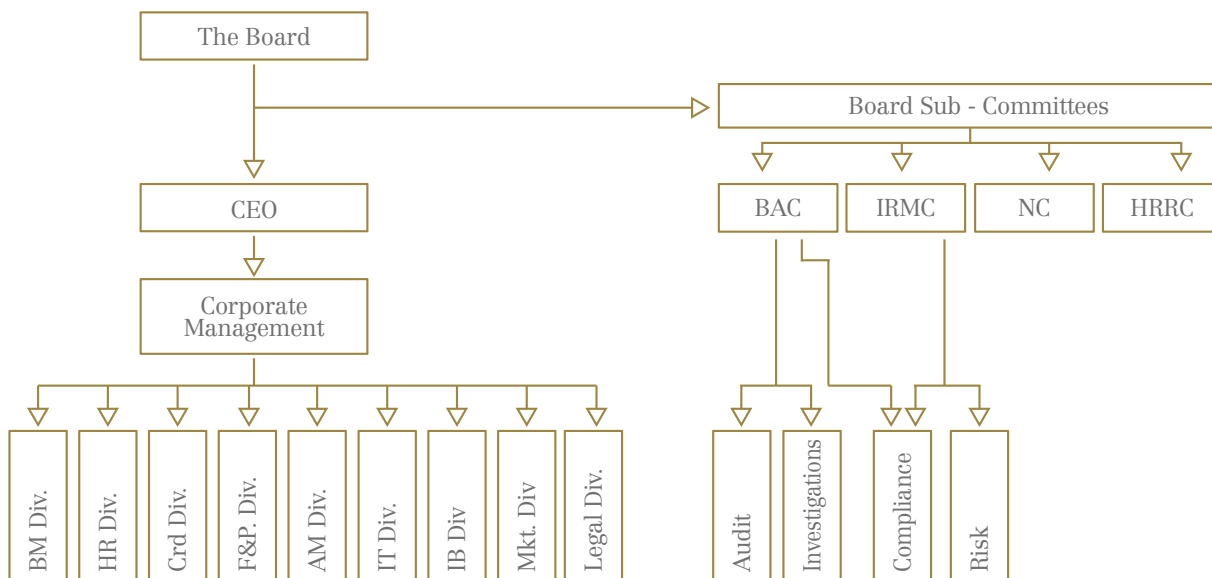 The Board
Board Sub - Committees
CEO
BAC
IRMC
NC
HRRC
Corporate
Management
BM Div.
HR Div.
Crd Div.
F&P. Div.
AM Div.
IT Div.
IB Div
Mkt. Div
Legal Div.
Audit
Investigations
Compliance
Risk